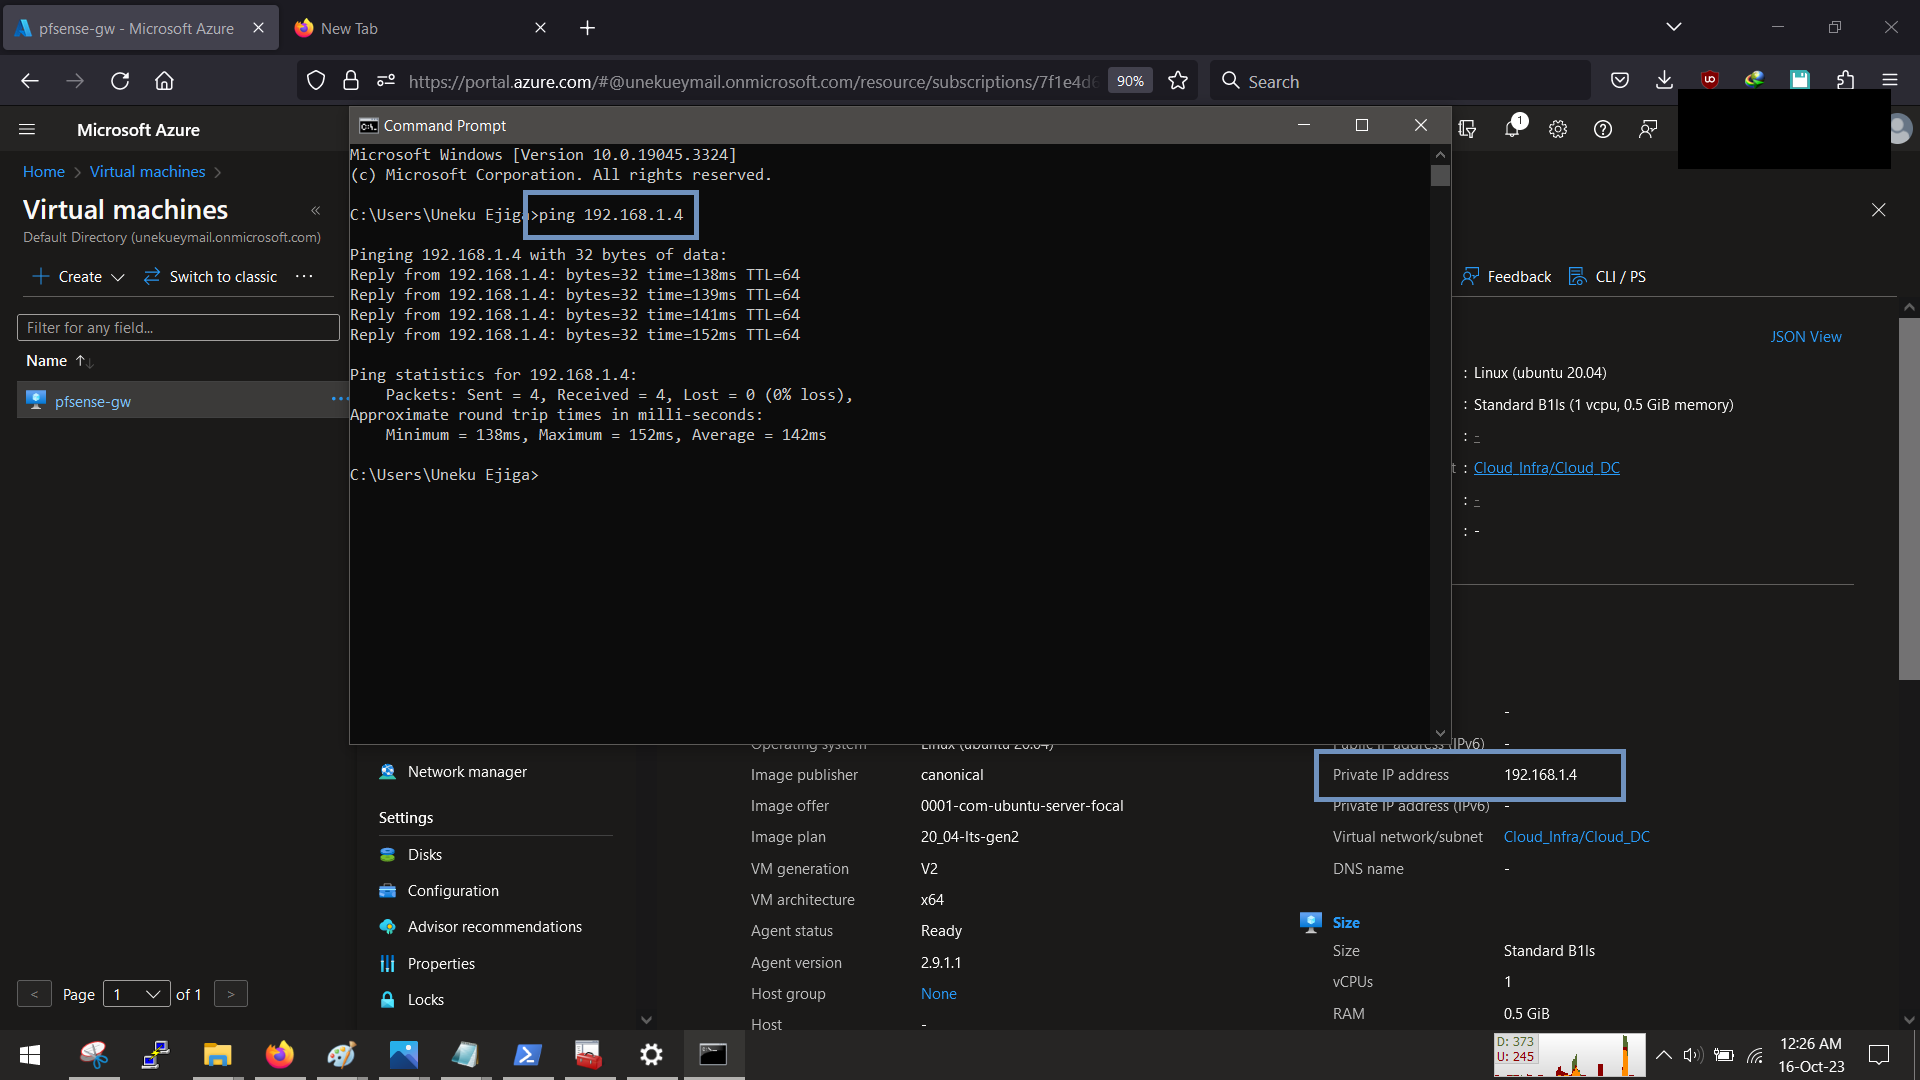 pfsense-gw - Microsoft Azure
New Tab
https://portal.azure.com/#@unekueymail.onmicrosoft.com/resource/subscriptions/7f1e4d6
90%
Search
Microsoft Azure
1
Home > Virtual machines >
Virtual machines
Default Directory (unekueymail.onmicrosoft.com)
Create
Switch to classic
Filter for any field...
Name
pfsense-gw
Page 1 of 1
Command Prompt
Microsoft Windows [Version 10.0.19045.3324]
(c) Microsoft Corporation. All rights reserved.
C:\Users\Uneku Ejiga>ping 192.168.1.4
Pinging 192.168.1.4 with 32 bytes of data:
Reply from 192.168.1.4: bytes=32 time=138ms TTL=64
Reply from 192.168.1.4: bytes=32 time=139ms TTL=64
Reply from 192.168.1.4: bytes=32 time=141ms TTL=64
Reply from 192.168.1.4: bytes=32 time=152ms TTL=64
Ping statistics for 192.168.1.4:
Packets: Sent = 4, Received = 4, Lost = 0 (0% loss),
Approximate round trip times in milli-seconds:
Minimum = 138ms, Maximum = 152ms, Average = 142ms
C:\Users\Uneku Ejiga>
Feedback
CLI / PS
JSON View
: Linux (ubuntu 20.04)
: Standard B1ls (1 vcpu, 0.5 GiB memory)
: -
t : Cloud_Infra/Cloud_DC
: -
: -
Network manager
Settings
Disks
Configuration
Advisor recommendations
Properties
Locks
Operating system Linux (ubuntu 20.04)
Image publisher canonical
Image offer 0001-com-ubuntu-server-focal
Image plan 20_04-lts-gen2
VM generation V2
VM architecture x64
Agent status Ready
Agent version 2.9.1.1
Host group None
Host -
-
Public IP address (IPv6) -
Private IP address 192.168.1.4
Private IP address (IPv6) -
Virtual network/subnet Cloud_Infra/Cloud_DC
DNS name -
Size
Size Standard B1ls
vCPUs 1
RAM 0.5 GiB
D: 373
U: 245
12:26 AM
16-Oct-23